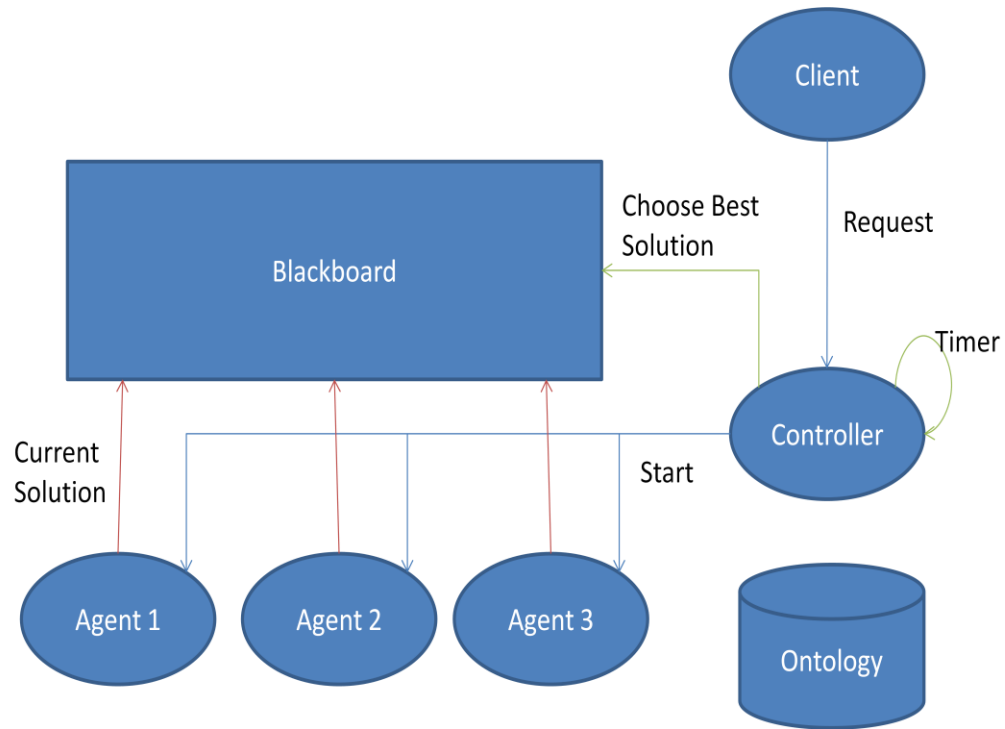 Client
Choose Best
Solution
Request
Blackboard
Timer
Controller
Current
Solution
Start
Agent 1
Agent 2
Agent 3
Ontology